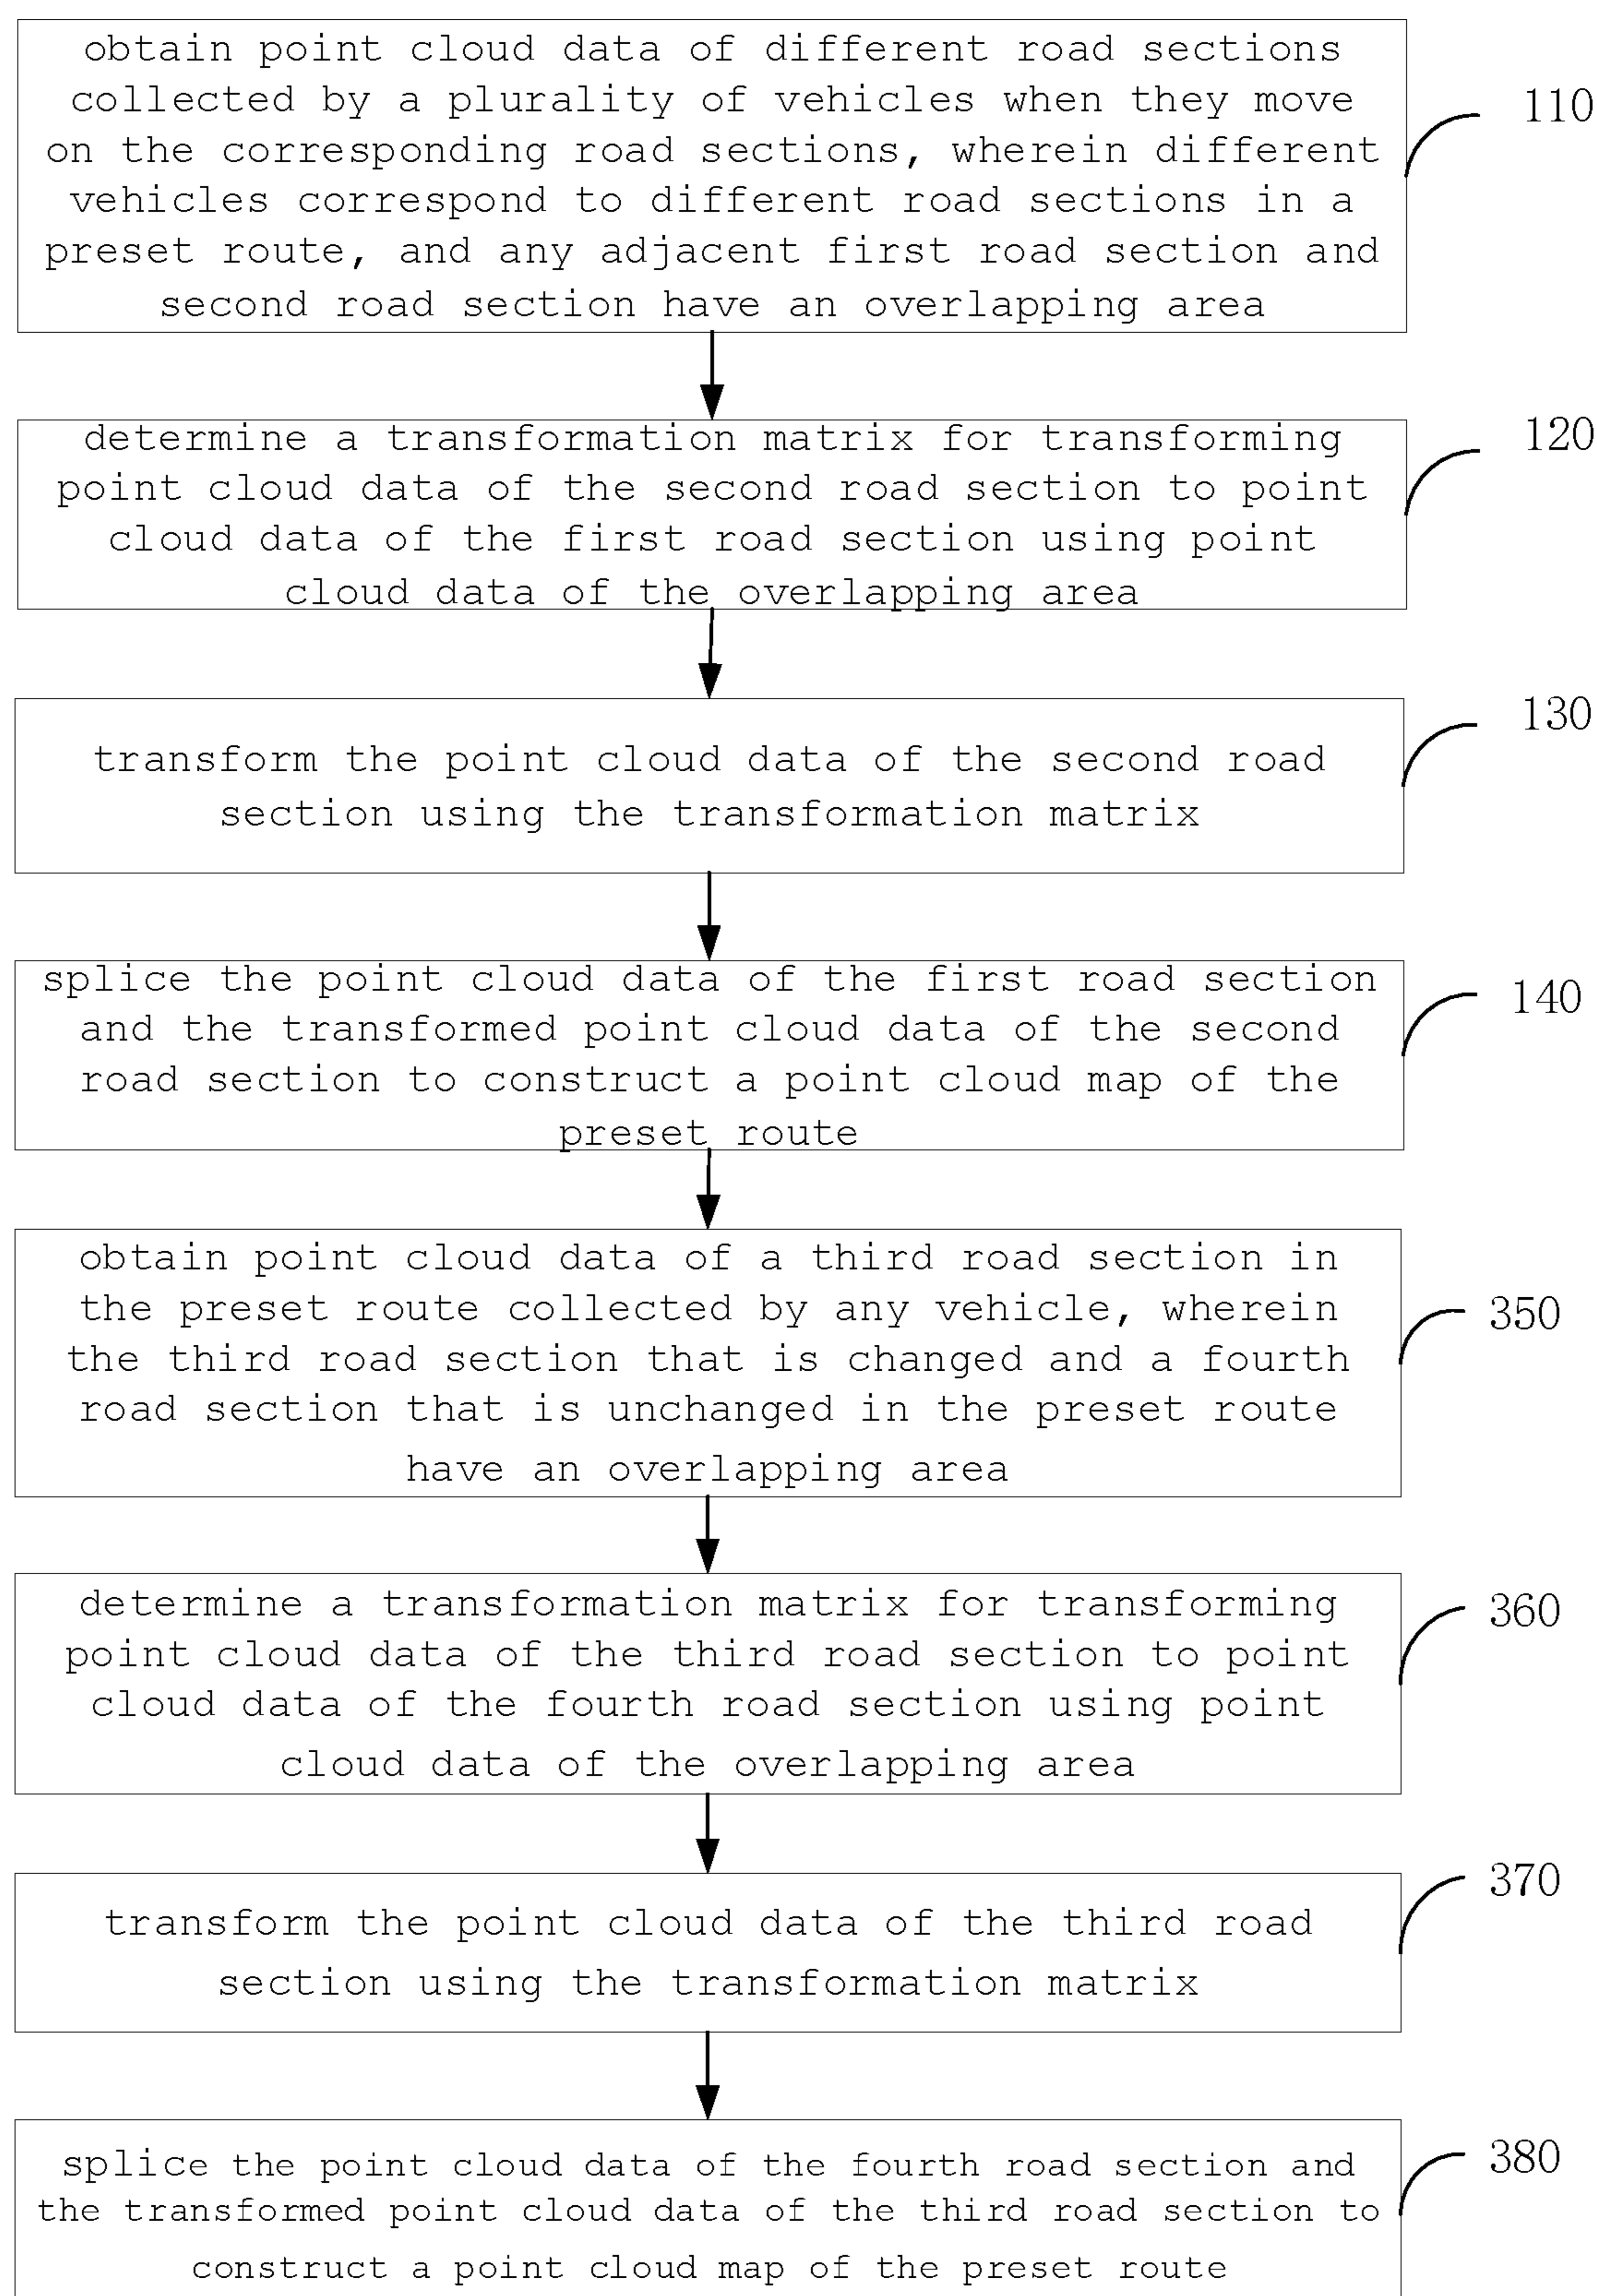 obtain point cloud data of different road sections
collected by a plurality of vehicles when they move
on the corresponding road sections, wherein different
vehicles correspond to different road sections in a
preset route, and any adjacent first road section and
second road section have an overlapping area
110
determine a transformation matrix for transforming
point cloud data of the second road section to point
cloud data of the first road section using point
cloud data of the overlapping area
120
transform the point cloud data of the second road
section using the transformation matrix
130
splice the point cloud data of the first road section
and the transformed point cloud data of the second
road section to construct a point cloud map of the
preset route
140
obtain point cloud data of a third road section in
the preset route collected by any vehicle, wherein
the third road section that is changed and a fourth
road section that is unchanged in the preset route
have an overlapping area
350
determine a transformation matrix for transforming
point cloud data of the third road section to point
cloud data of the fourth road section using point
cloud data of the overlapping area
360
transform the point cloud data of the third road
section using the transformation matrix
370
splice the point cloud data of the fourth road section and
the transformed point cloud data of the third road section to
construct a point cloud map of the preset route
380